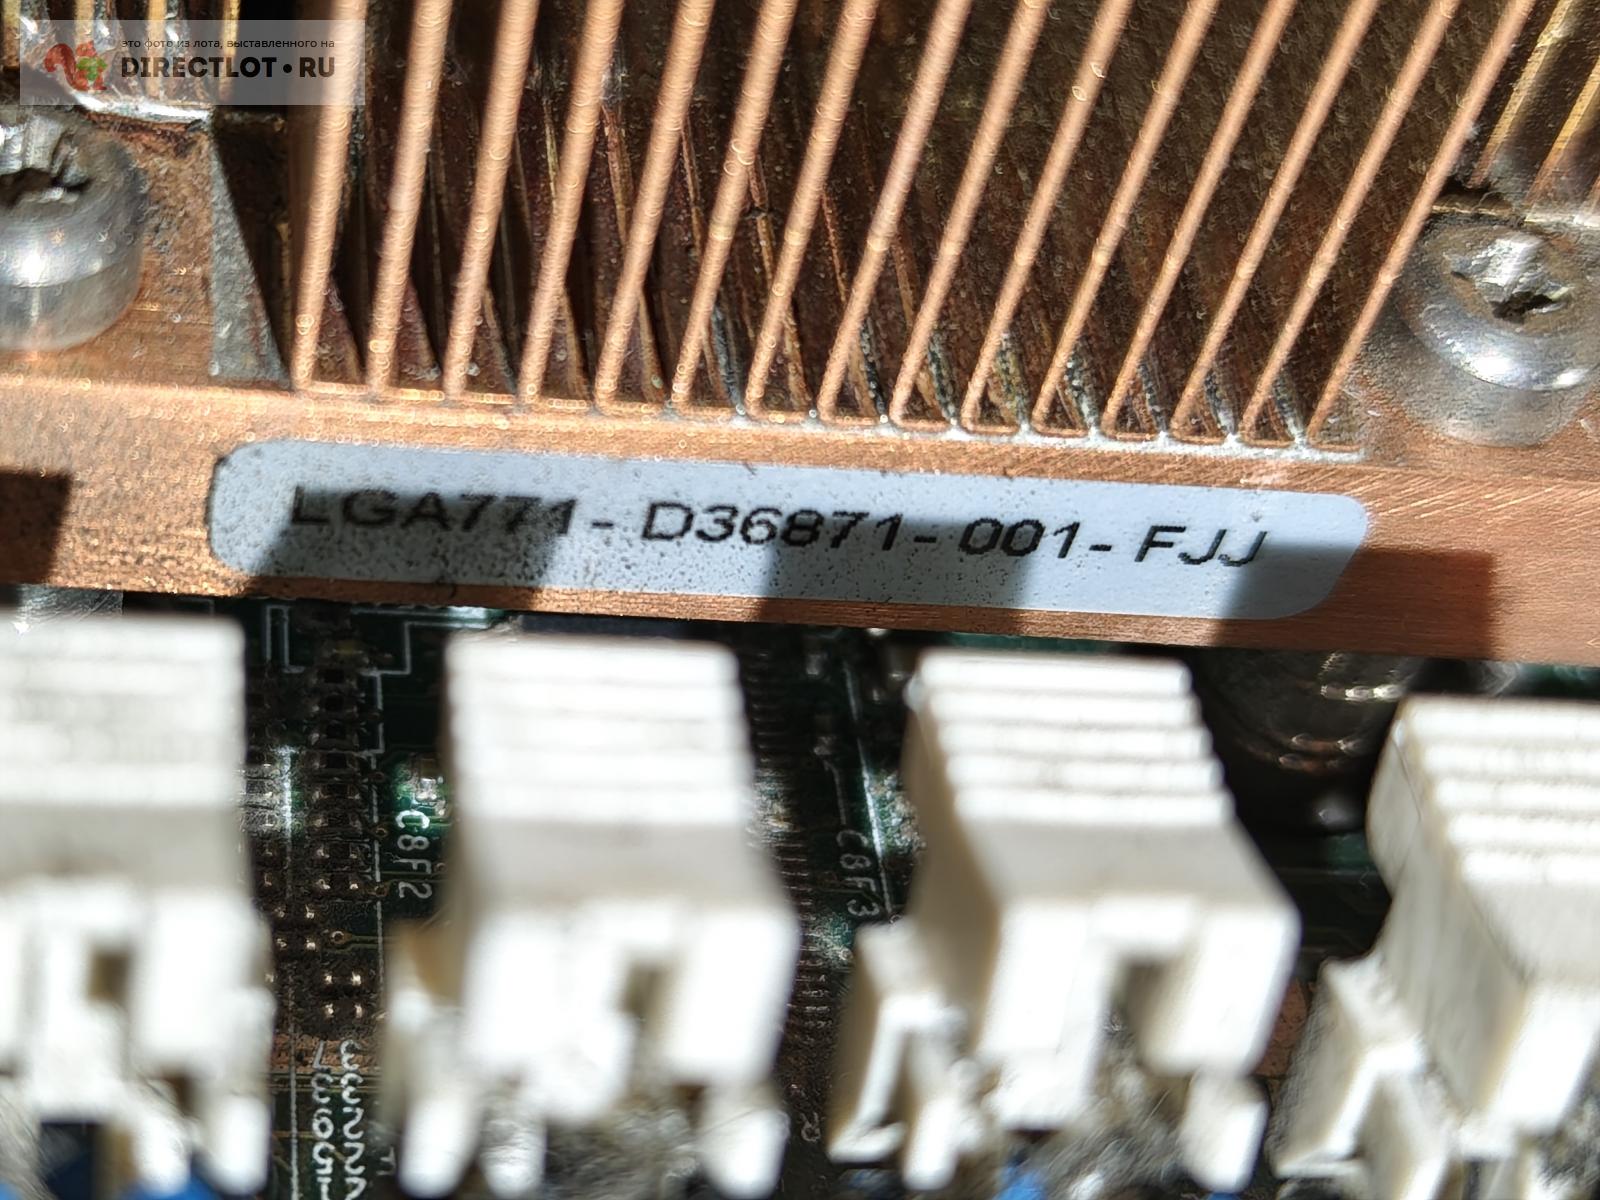 это фото из лота, выставленного на
DIRECTLOT•RU
LGA771- D36871- 001- FJJ
C8F2
C8F3